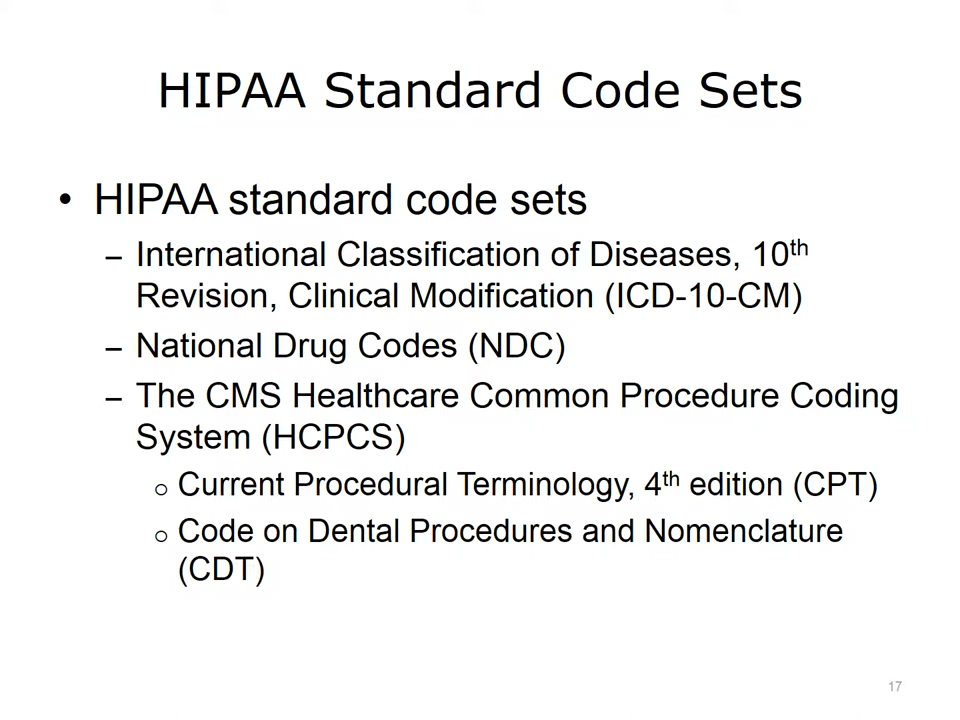 HIPAA Standard Code Sets
• HIPAA standard code sets
– International Classification of Diseases, 10th
Revision, Clinical Modification (ICD-10-CM)
– National Drug Codes (NDC)
– The CMS Healthcare Common Procedure Coding
System (HCPCS)
o Current Procedural Terminology, 4th edition (CPT)
o Code on Dental Procedures and Nomenclature
(CDT)
17